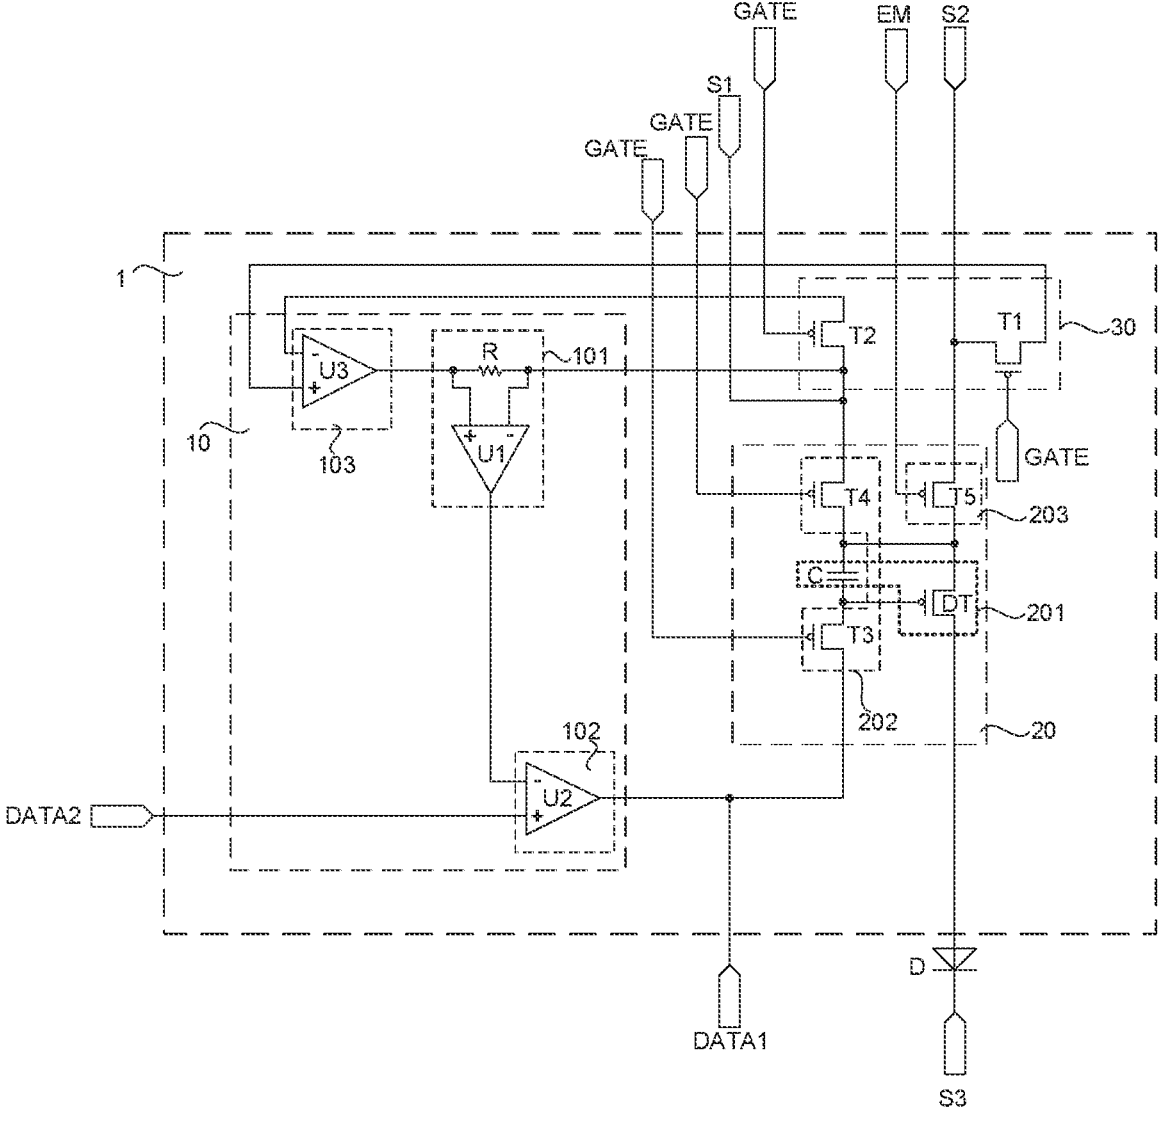 GATE
EM
S2
S1
GATE
GATE
1
T1
30
T2
R
101
U3
-
+
10
103
+
-
U1
GATE
T4
T5
203
C
DT
201
T3
202
20
102
-
U2
+
DATA2
D
DATA1
S3